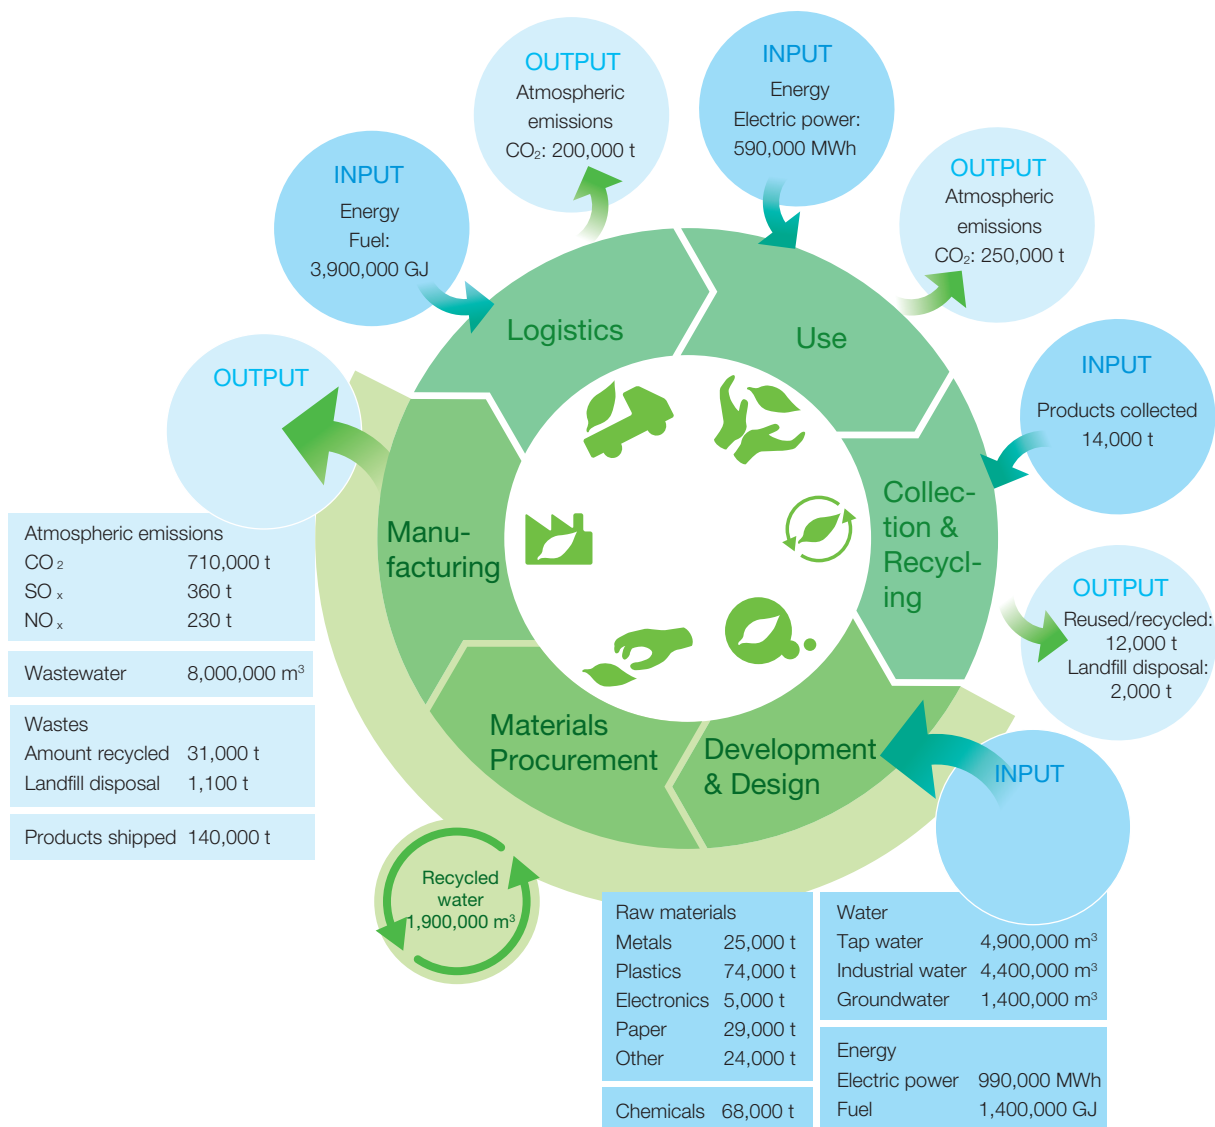 OUTPUT
Atmospheric
emissions
CO₂: 200,000 t
INPUT
Energy
Electric power:
590,000 MWh
INPUT
Energy
Fuel:
3,900,000 GJ
OUTPUT
Atmospheric
emissions
CO₂: 250,000 t
Logistics
Use
INPUT
Products collected
14,000 t
OUTPUT
Collec-
tion &
Recycl-
ing
Manu-
facturing
Atmospheric emissions
CO₂ 710,000 t
SOₓ 360 t
NOₓ 230 t
Wastewater 8,000,000 m³
Wastes
Amount recycled 31,000 t
Landfill disposal 1,100 t
Products shipped 140,000 t
OUTPUT
Reused/recycled:
12,000 t
Landfill disposal:
2,000 t
Materials
Procurement
Development
& Design
INPUT
Recycled
water
1,900,000 m³
Raw materials
Metals 25,000 t
Plastics 74,000 t
Electronics 5,000 t
Paper 29,000 t
Other 24,000 t
Chemicals 68,000 t
Water
Tap water 4,900,000 m³
Industrial water 4,400,000 m³
Groundwater 1,400,000 m³
Energy
Electric power 990,000 MWh
Fuel 1,400,000 GJ